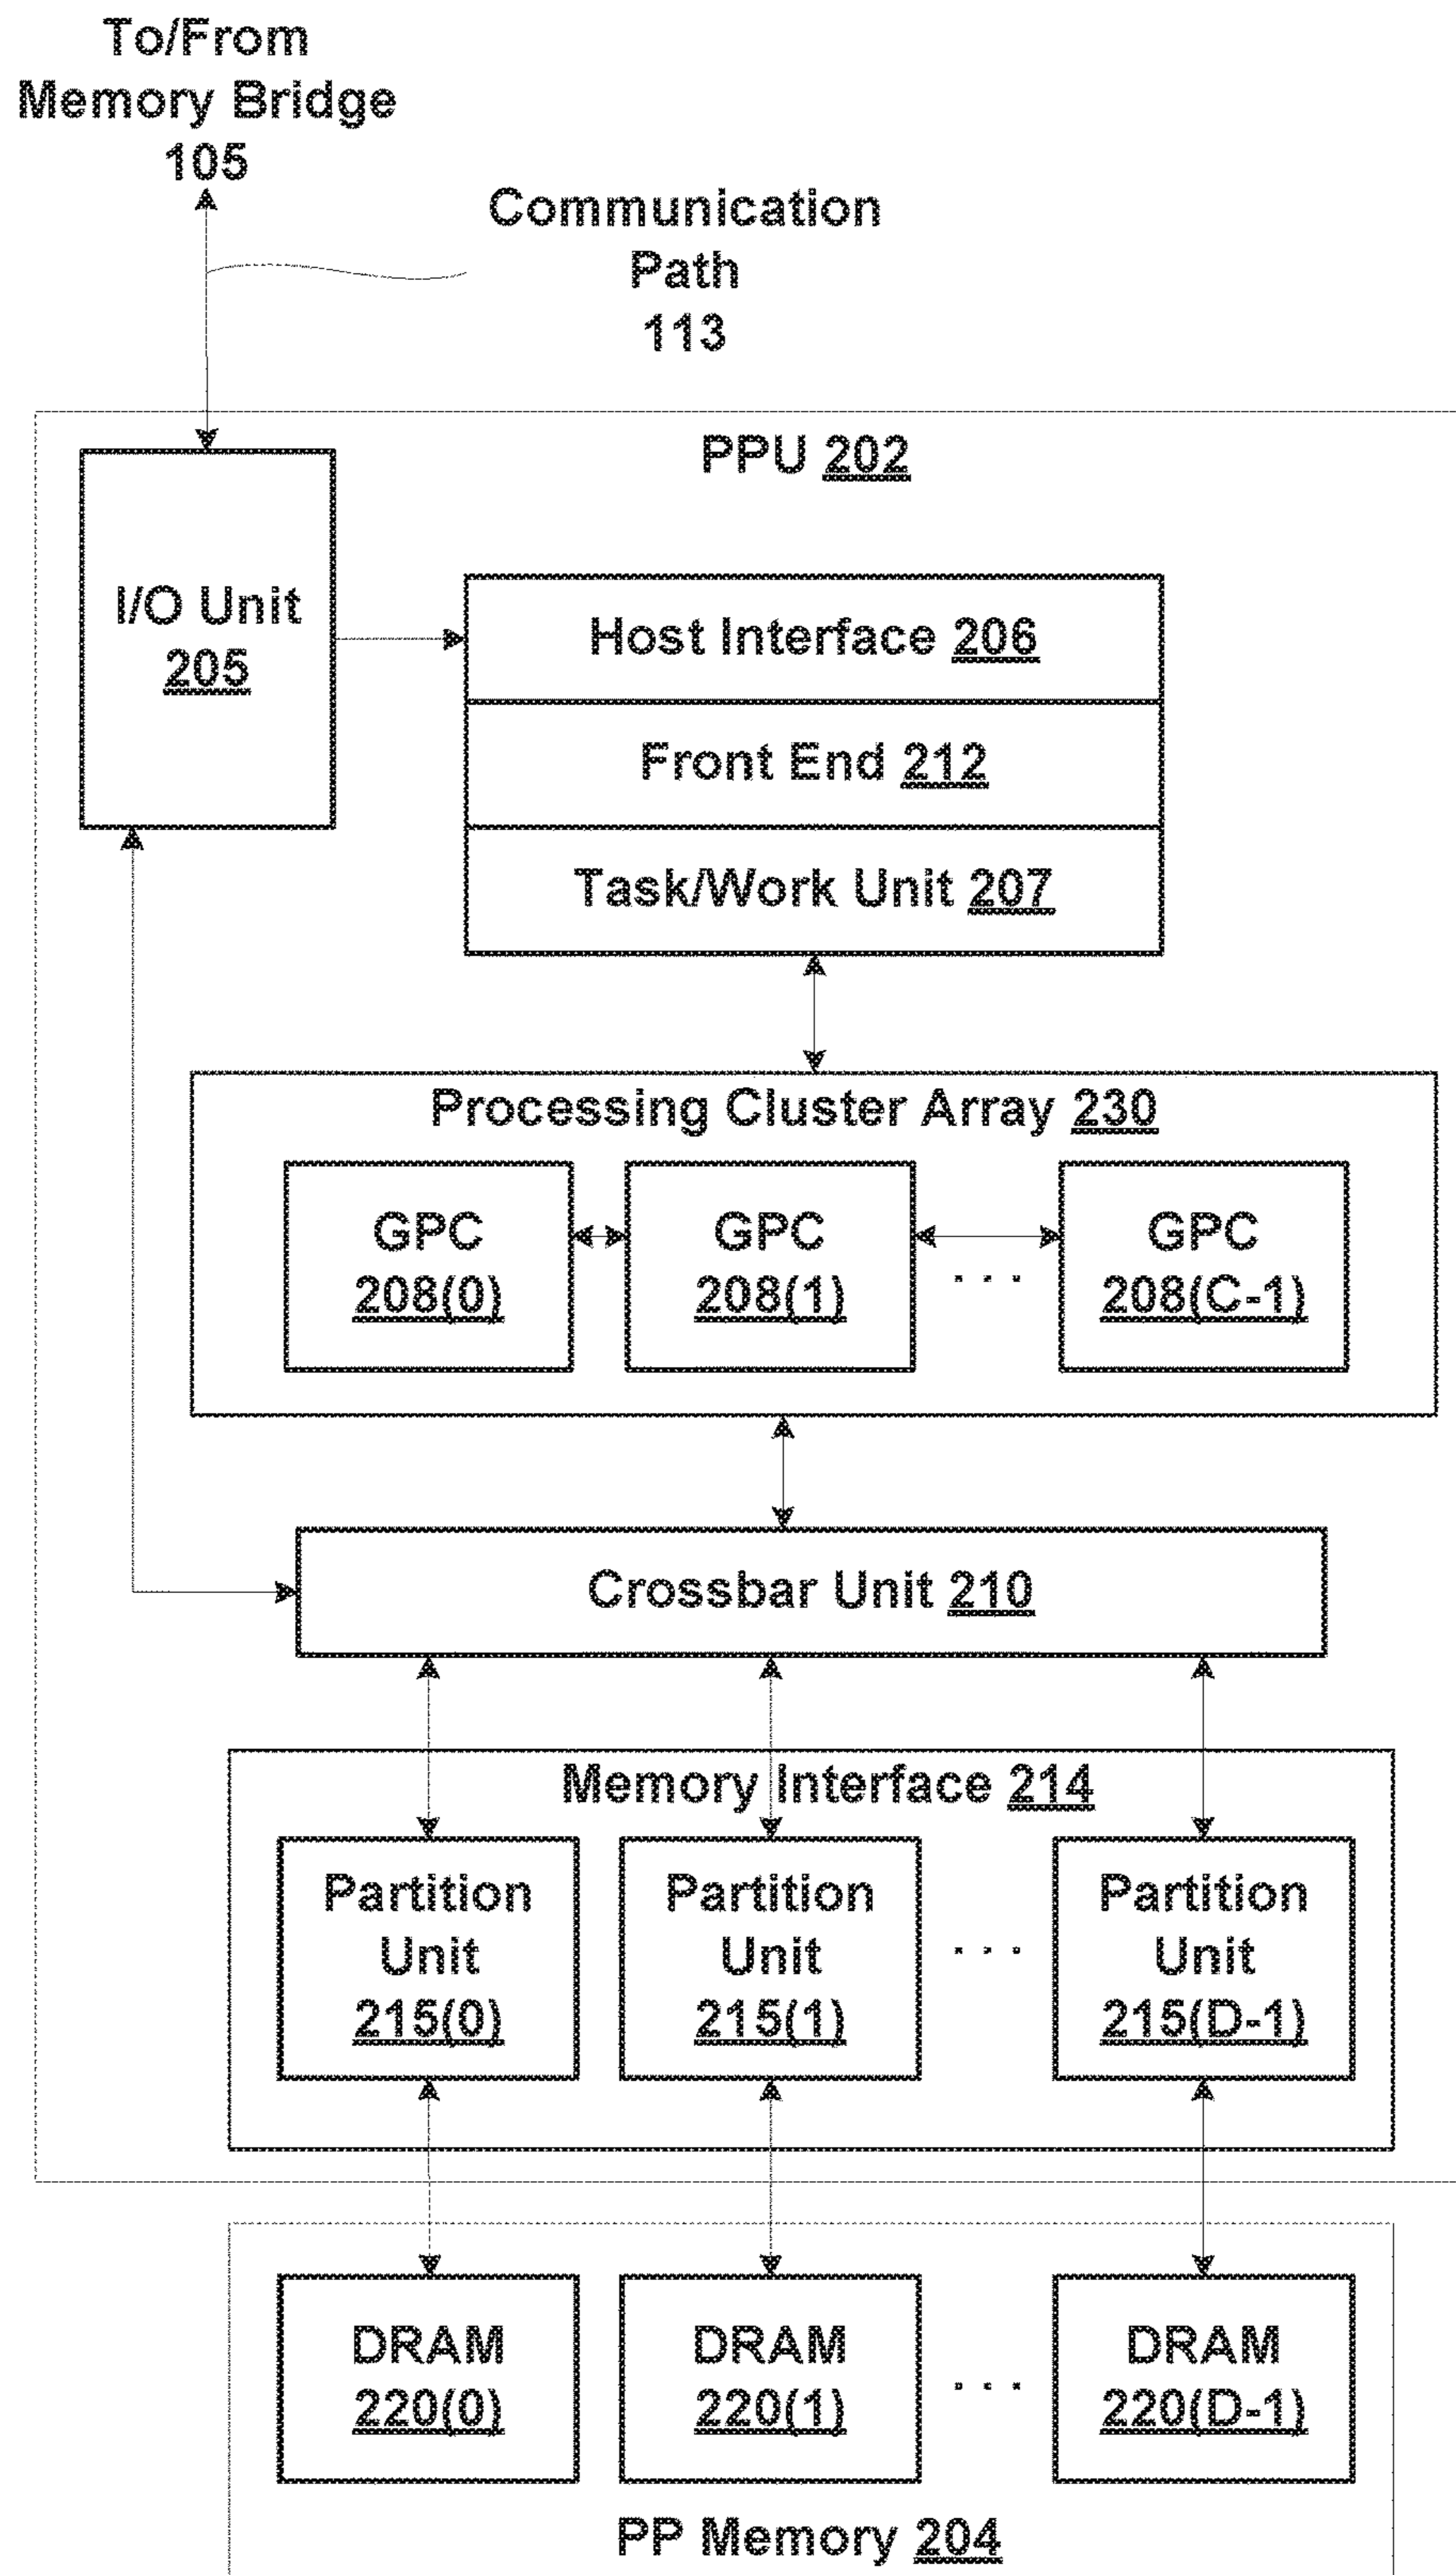 To/From
Memory Bridge
105
Communication
Path
113
PPU 202
I/O Unit
205
Host Interface 206
Front End 212
Task/Work Unit 207
Processing Cluster Array 230
GPC
208(0)
GPC
208(1)
. . .
GPC
208(C-1)
Crossbar Unit 210
Memory Interface 214
Partition
Unit
215(0)
Partition
Unit
215(1)
. . .
Partition
Unit
215(D-1)
DRAM
220(0)
DRAM
220(1)
. . .
DRAM
220(D-1)
PP Memory 204